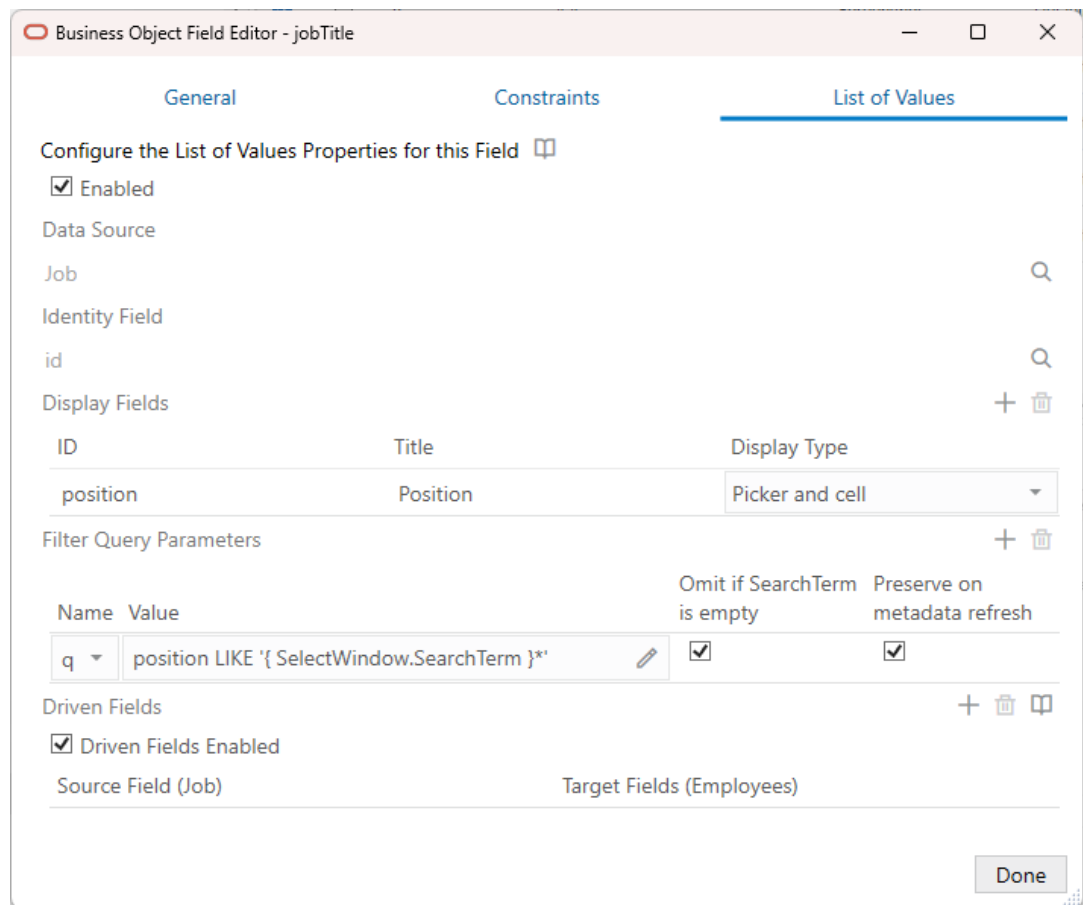 Business Object Field Editor - jobTitle
General Constraints List of Values
Configure the List of Values Properties for this Field
Enabled
Data Source
Job
Identity Field
id
Display Fields
ID Title Display Type
position Position Picker and cell
Filter Query Parameters
Name Value Omit if SearchTerm is empty Preserve on metadata refresh
q position LIKE '{ SelectWindow.SearchTerm }*'
Driven Fields
Driven Fields Enabled
Source Field (Job) Target Fields (Employees)
Done